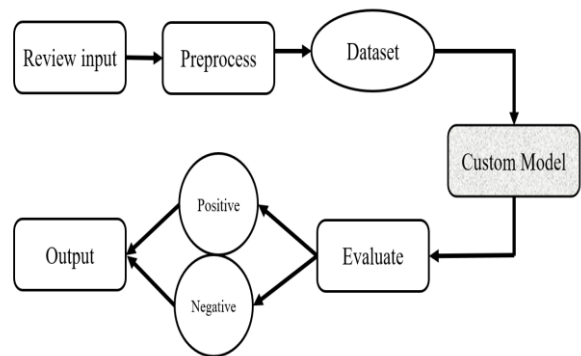 Review input
Preprocess
Dataset
Custom Model
Evaluate
Positive
Negative
Output